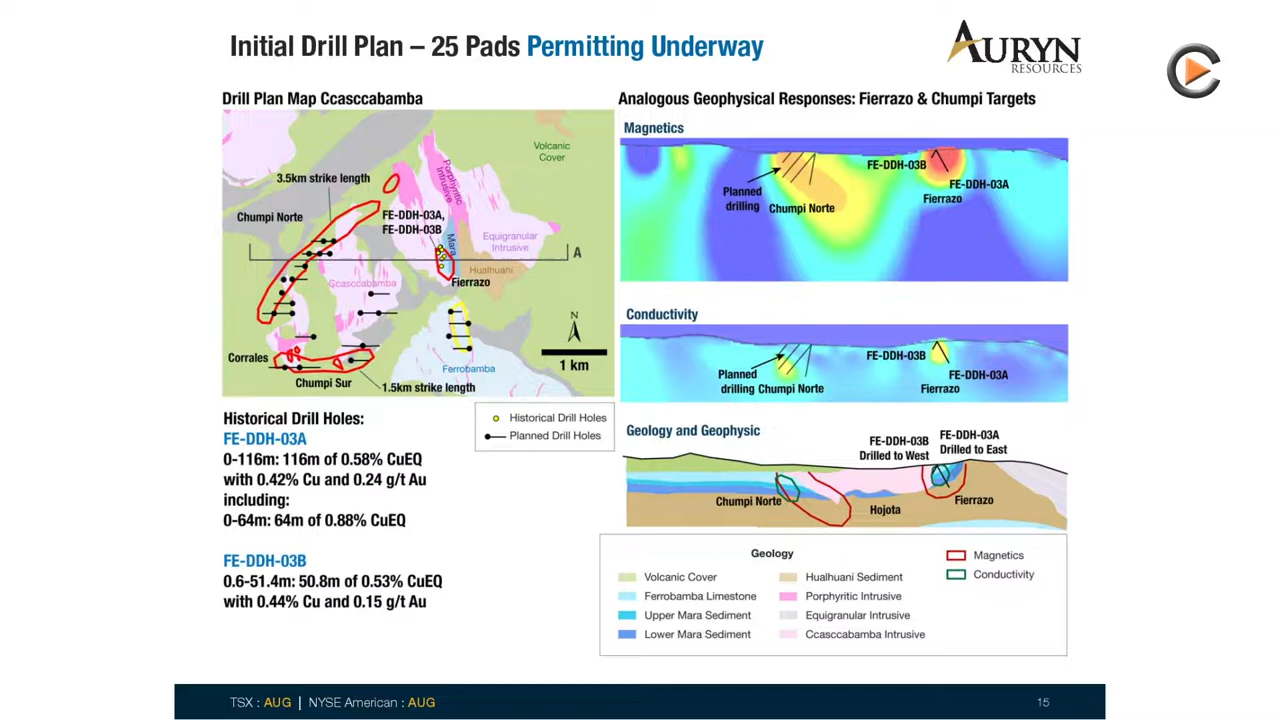 Initial Drill Plan – 25 Pads Permitting Underway
AURYN
RESOURCES
Drill Plan Map Ccasccabamba
Volcanic
Cover
3.5km strike length
Porphyritic
Intrusive
Chumpi Norte
FE-DDH-03A,
FE-DDH-03B
Mara
Equigranular
Intrusive
A
Hualhuani
Ccasccabamba
Fierrazo
N
1 km
Corrales
Chumpi Sur
Ferrobamba
1.5km strike length
Historical Drill Holes
Planned Drill Holes
Historical Drill Holes:
FE-DDH-03A
0-116m: 116m of 0.58% CuEQ
with 0.42% Cu and 0.24 g/t Au
including:
0-64m: 64m of 0.88% CuEQ
FE-DDH-03B
0.6-51.4m: 50.8m of 0.53% CuEQ
with 0.44% Cu and 0.15 g/t Au
Analogous Geophysical Responses: Fierrazo & Chumpi Targets
Magnetics
FE-DDH-03B
FE-DDH-03A
Planned
drilling
Chumpi Norte
Fierrazo
Conductivity
FE-DDH-03B
FE-DDH-03A
Planned
drilling Chumpi Norte
Fierrazo
Geology and Geophysic
FE-DDH-03B
Drilled to West
FE-DDH-03A
Drilled to East
Chumpi Norte
Hojota
Fierrazo
Geology
Volcanic Cover
Ferrobamba Limestone
Upper Mara Sediment
Lower Mara Sediment
Hualhuani Sediment
Porphyritic Intrusive
Equigranular Intrusive
Ccasccabamba Intrusive
Magnetics
Conductivity
TSX : AUG | NYSE American : AUG
15